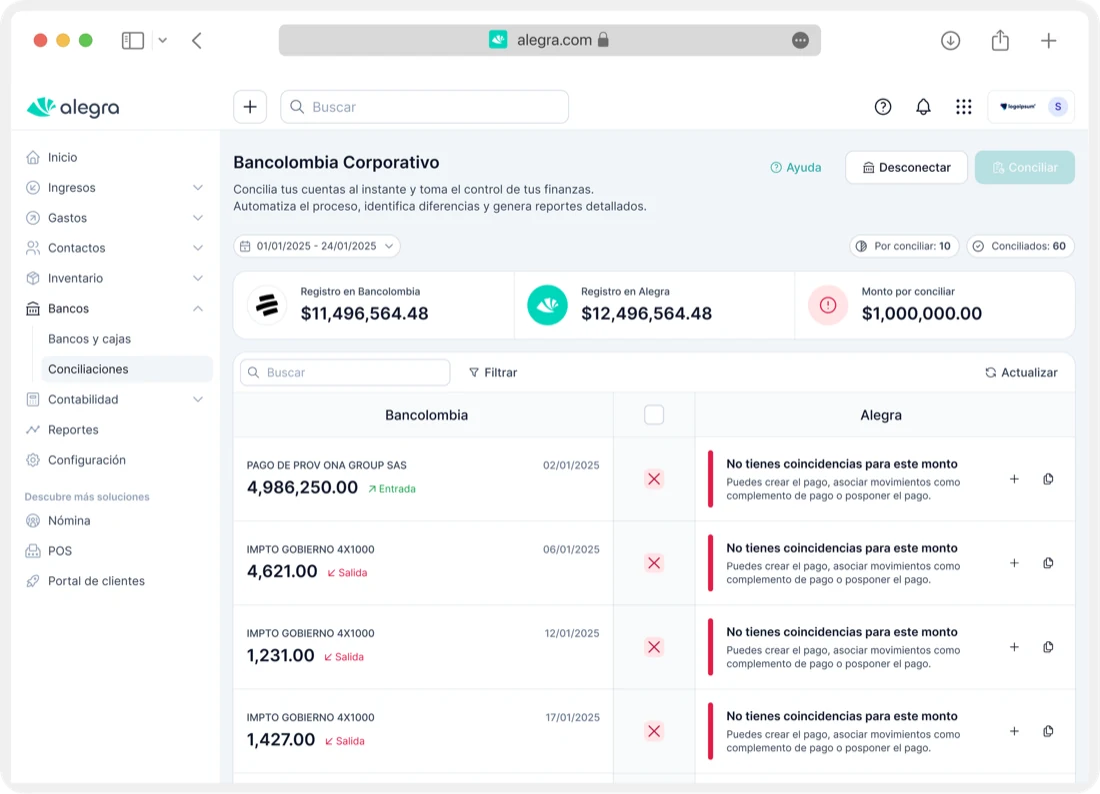 alegra.com
alegra
Buscar
logoipsum
S
Inicio
Ingresos
Gastos
Contactos
Inventario
Bancos
Bancos y cajas
Conciliaciones
Contabilidad
Reportes
Configuración
Descubre más soluciones
Nómina
POS
Portal de clientes
Bancolombia Corporativo
Ayuda
Desconectar
Conciliar
Concilia tus cuentas al instante y toma el control de tus finanzas.
Automatiza el proceso, identifica diferencias y genera reportes detallados.
01/01/2025 - 24/01/2025
Por conciliar: 10
Conciliados: 60
Registro en Bancolombia
$11,496,564.48
Registro en Alegra
$12,496,564.48
Monto por conciliar
$1,000,000.00
Buscar
Filtrar
Actualizar
Bancolombia
Alegra
PAGO DE PROV ONA GROUP SAS
02/01/2025
4,986,250.00
Entrada
No tienes coincidencias para este monto
Puedes crear el pago, asociar movimientos como
complemento de pago o posponer el pago.
IMPTO GOBIERNO 4X1000
06/01/2025
4,621.00
Salida
No tienes coincidencias para este monto
Puedes crear el pago, asociar movimientos como
complemento de pago o posponer el pago.
IMPTO GOBIERNO 4X1000
12/01/2025
1,231.00
Salida
No tienes coincidencias para este monto
Puedes crear el pago, asociar movimientos como
complemento de pago o posponer el pago.
IMPTO GOBIERNO 4X1000
17/01/2025
1,427.00
Salida
No tienes coincidencias para este monto
Puedes crear el pago, asociar movimientos como
complemento de pago o posponer el pago.